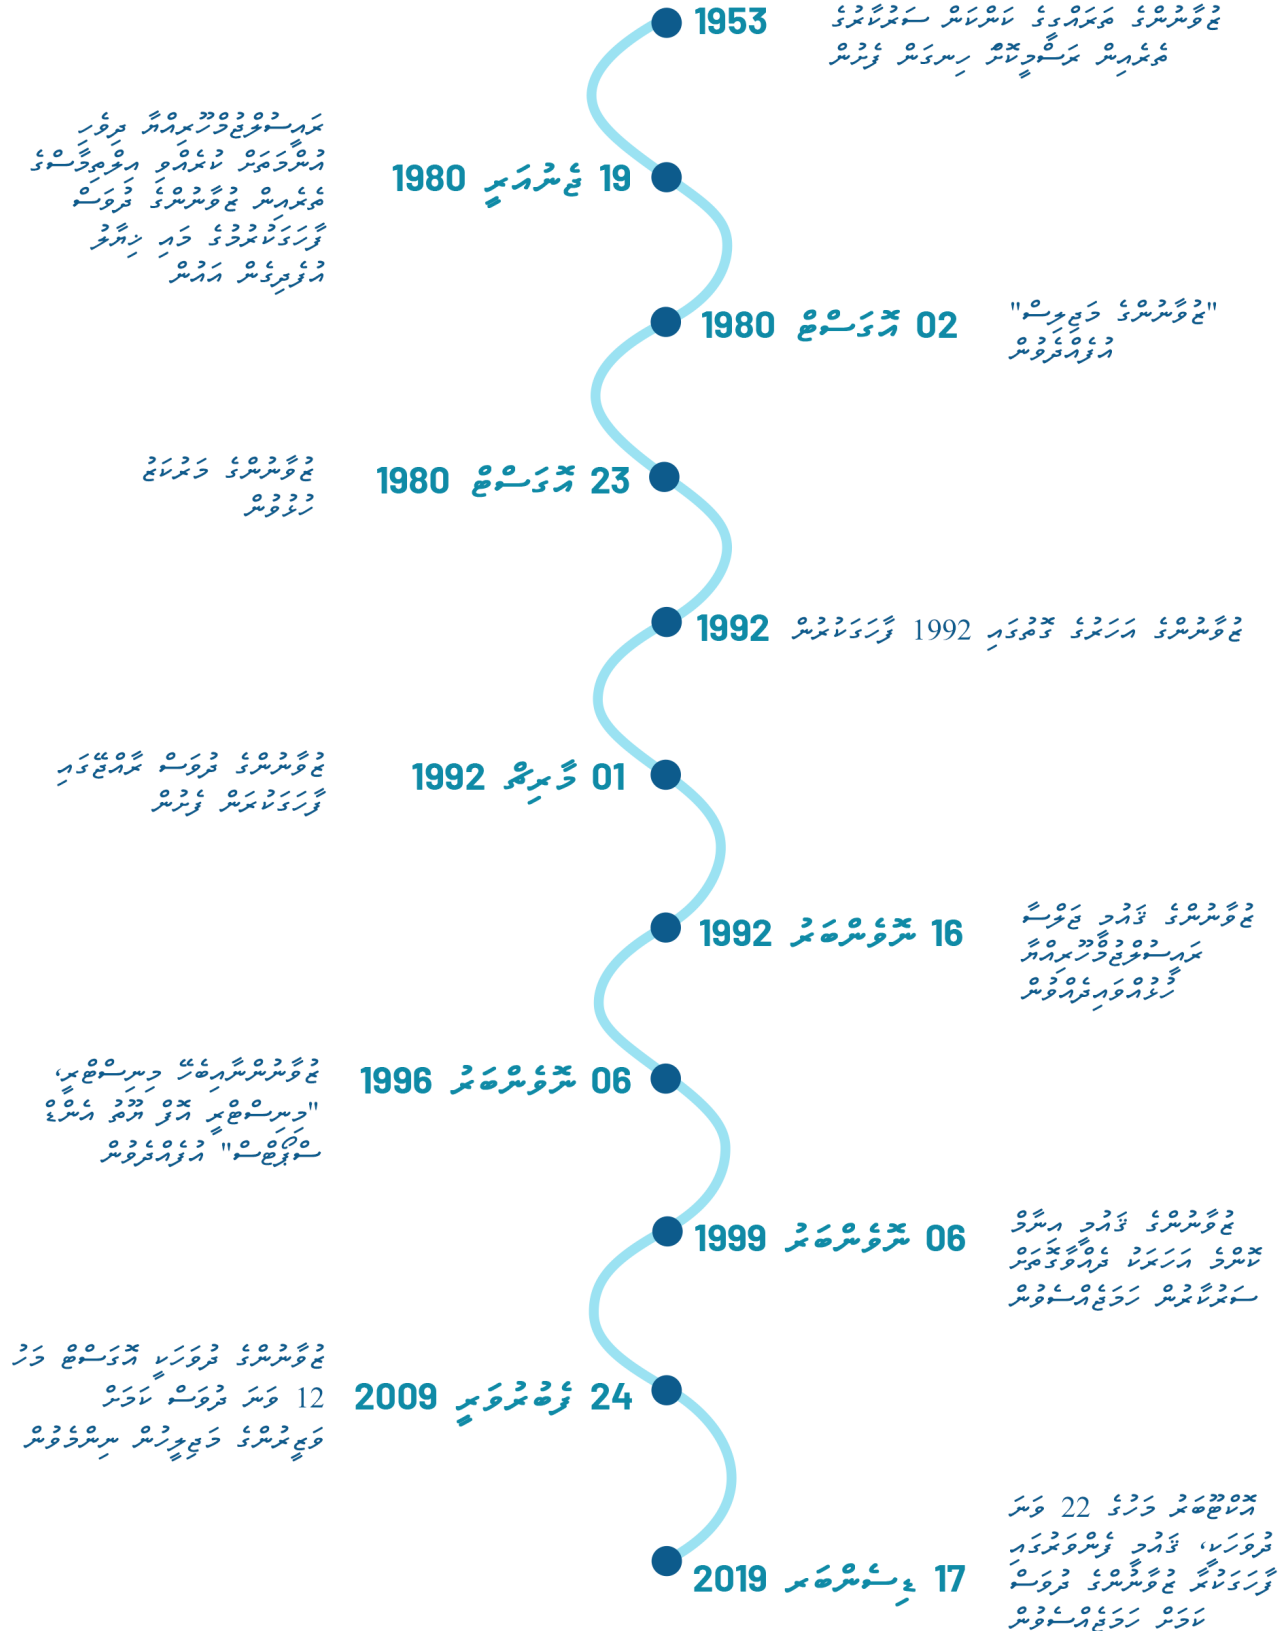 1953
ޒުވާނުންގެ ތަރައްޤީގެ ކަންކަން ސަރުކާރުގެ
ތެރެއިން ރަސްމީކޮށް ހިނގަން ފެށުން
19 ޖެނުއަރީ 1980
ރައީސުލްޖުމްހޫރިއްޔާ ދިވެހި
އުންމަތަށް ކުރެއްވި އިލްތިމާސްގެ
ތެރެއިން ޒުވާނުންގެ ދުވަސް
ފާހަގަކުރުމުގެ މައި ޚިޔާލު
އުފެދިގެން އައުން
02 އޮގަސްޓް 1980
"ޒުވާނުންގެ މަޖިލިސް"
އުފެއްދެވުން
23 އޮގަސްޓް 1980
ޒުވާނުންގެ މަރުކަޒު
ހުޅުވުން
1992
ޒުވާނުންގެ އަހަރުގެ ގޮތުގައި 1992 ފާހަގަކުރުން
01 މާރިޗް 1992
ޒުވާނުންގެ ދުވަސް ރާއްޖޭގައި
ފާހަގަކުރަން ފެށުން
16 ނޮވެންބަރު 1992
ޒުވާނުންގެ ޤައުމީ ޖަލްސާ
ރައީސުލްޖުމްހޫރިއްޔާ
ހުޅުއްވައިދެއްވުން
06 ނޮވެންބަރު 1996
ޒުވާނުންނާއިބެހޭ މިނިސްޓްރީ،
"މިނިސްޓްރީ އޮފް ޔޫތު އެންޑް
ސްޕޯޓްސް" އުފެއްދެވުން
06 ނޮވެންބަރު 1999
ޒުވާނުންގެ ޤައުމީ އިނާމް
ކޮންމެ އަހަރަކު ދެއްވާގޮތަށް
ސަރުކާރުން ހަމަޖެއްސެވުން
24 ފެބުރުވަރީ 2009
ޒުވާނުންގެ ދުވަހަކީ އޮގަސްޓް މަހު
12 ވަނަ ދުވަސް ކަމަށް
ވަޒީރުންގެ މަޖިލީހުން ނިންމެވުން
17 ޑިސެންބަރ 2019
އޮކްޓޫބަރު މަހުގެ 22 ވަނަ
ދުވަހަކީ، ޤައުމީ ފެންވަރުގައި
ފާހަގަކުރާ ޒުވާނުންގެ ދުވަސް
ކަމަށް ހަމަޖެއްސެވުން